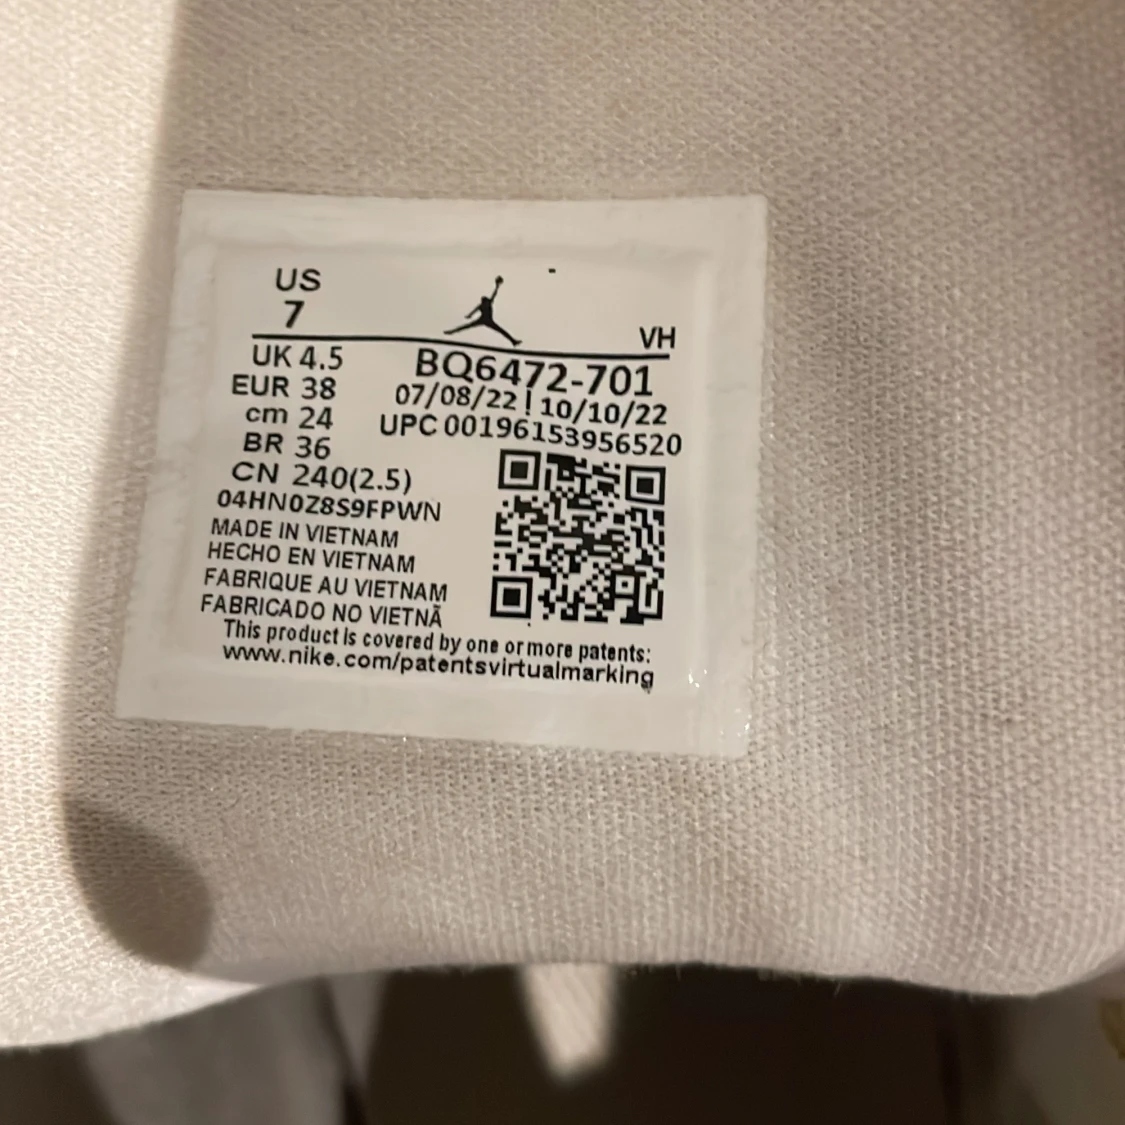 US
7
VH
UK 4.5
BQ6472-701
EUR 38
07/08/22 | 10/10/22
cm 24
UPC 00196153956520
BR 36
CN 240(2.5)
04HN0Z8S9FPWN
MADE IN VIETNAM
HECHO EN VIETNAM
FABRIQUE AU VIETNAM
FABRICADO NO VIETNÃ
This product is covered by one or more patents:
www.nike.com/patentsvirtualmarking